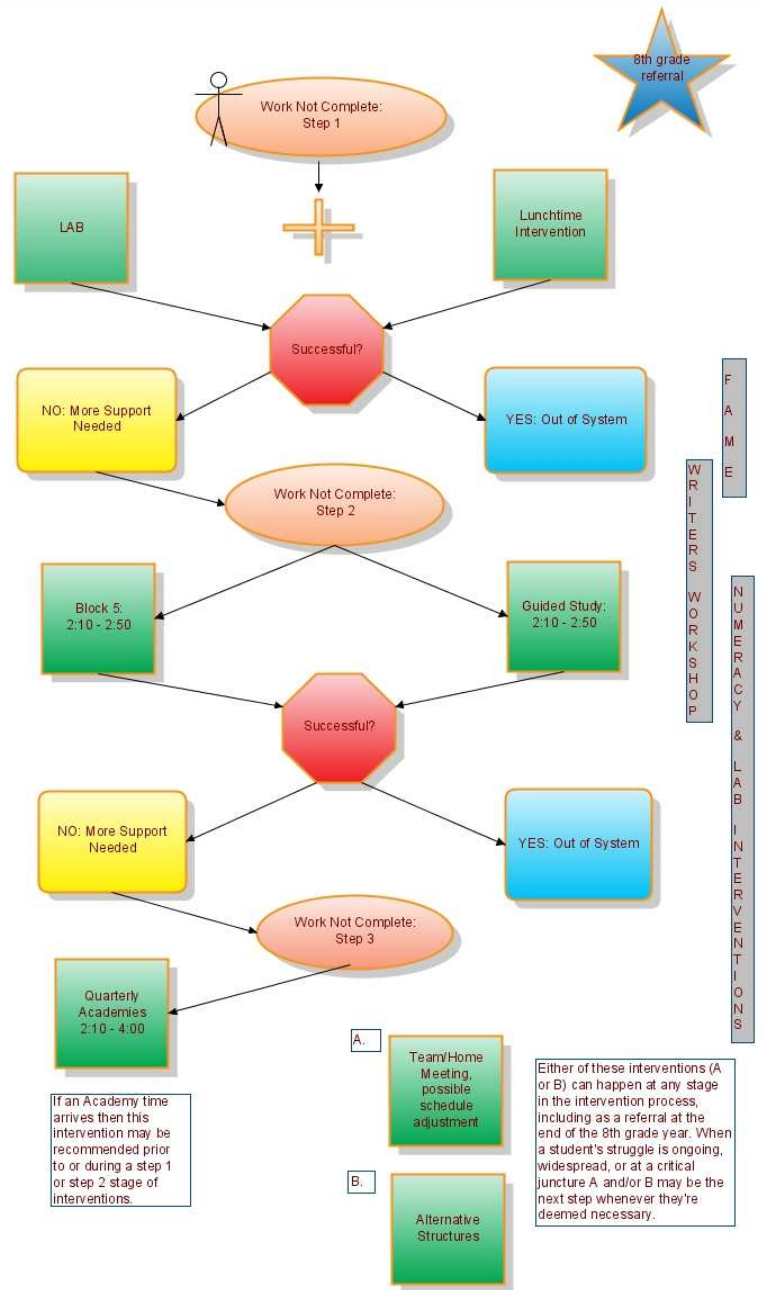 8th grade
referral
Work Not Complete:
Step 1
LAB
Lunchtime
Intervention
Successful?
NO: More Support
Needed
YES: Out of System
FAME
WRITERS WORKSHOP
Work Not Complete:
Step 2
Block 5:
2:10 - 2:50
Guided Study:
2:10 - 2:50
NUMERACY & LAB INTERVENTIONS
Successful?
NO: More Support
Needed
YES: Out of System
Work Not Complete:
Step 3
Quarterly
Academies
2:10 - 4:00
If an Academy time
arrives then this
intervention may be
recommended prior
to or during a step 1
or step 2 stage of
interventions.
A.
Team/Home
Meeting,
possible
schedule
adjustment
B.
Alternative
Structures
Either of these interventions (A
or B) can happen at any stage
in the intervention process,
including as a referral at the
end of the 8th grade year. When
a student's struggle is ongoing,
widespread, or at a critical
juncture A and/or B may be the
next step whenever they're
deemed necessary.